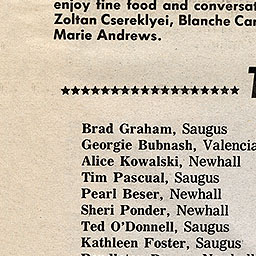 enjoy fine food and conversat
Zoltan Csereklyei, Blanche Car
Marie Andrews.
★★★★★★★★★★★★★★★★★★
Brad Graham, Saugus
Georgie Bubnash, Valencia
Alice Kowalski, Newhall
Tim Pascual, Saugus
Pearl Beser, Newhall
Sheri Ponder, Newhall
Ted O'Donnell, Saugus
Kathleen Foster, Saugus